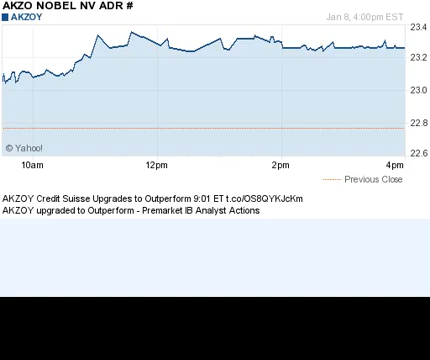 AKZO NOBEL NV ADR #
AKZOY
Jan 8, 4:00pm EST
23.4
23.2
23.0
22.8
22.6
© Yahoo!
10am
12pm
2pm
4pm
Previous Close
AKZOY Credit Suisse Upgrades to Outperform 9:01 ET t.co/OS8QYKJcKm
AKZOY upgraded to Outperform - Premarket IB Analyst Actions